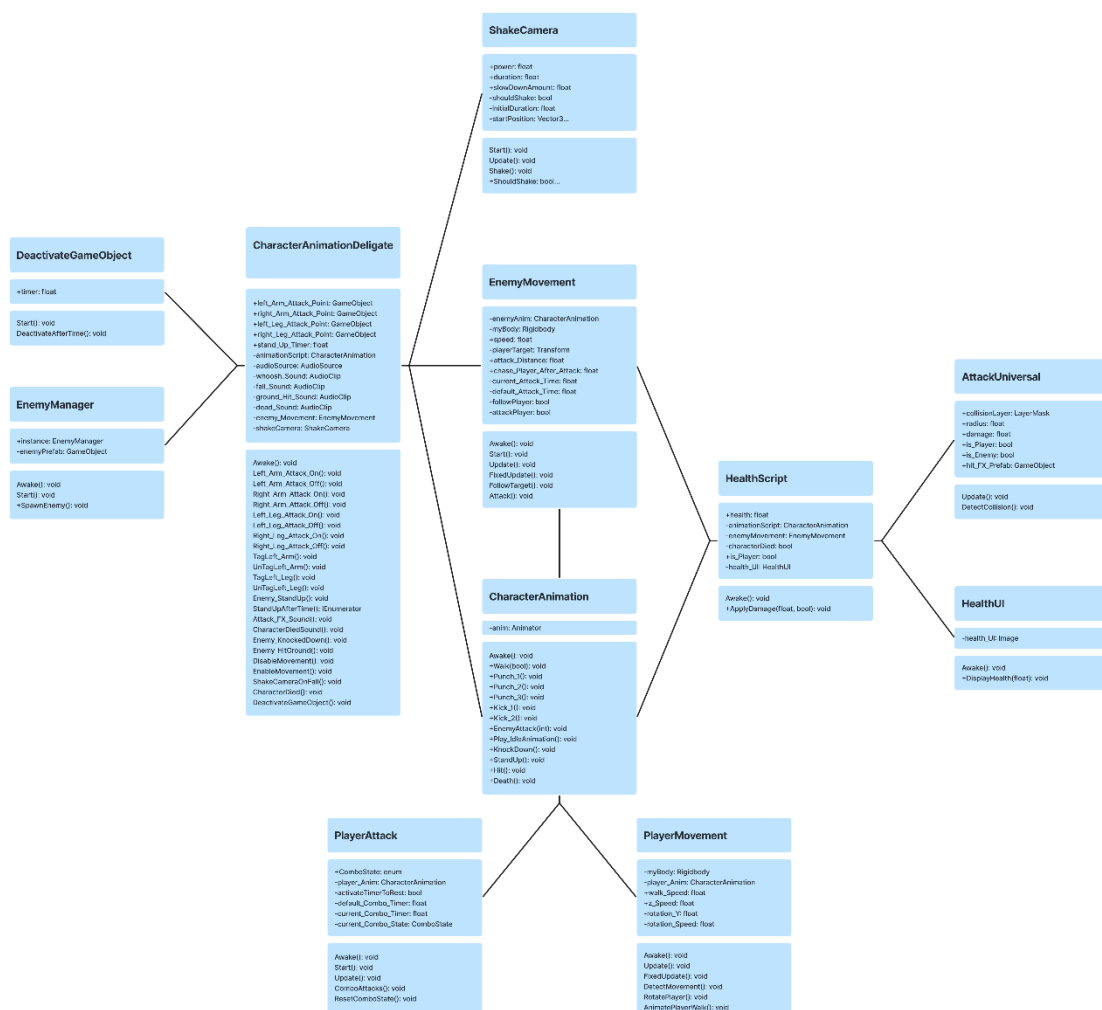 ShakeCamera
+power: float
+duration: float
+slowDownAmount: float
-shouldShake: bool
-initialDuration: float
-startPosition: Vector3...
Start(): void
Update(): void
Shake(): void
+ShouldShake: bool...
DeactivateGameObject
+timer: float
Start(): void
DeactivateAfterTime(): void
EnemyManager
+instance: EnemyManager
-enemyPrefab: GameObject
Awake(): void
Start(): void
+SpawnEnemy(): void
CharacterAnimationDeligate
+left_Arm_Attack_Point: GameObject
+right_Arm_Attack_Point: GameObject
+left_Leg_Attack_Point: GameObject
+right_Leg_Attack_Point: GameObject
+stand_Up_Timer: float
-animationScript: CharacterAnimation
-audioSource: AudioSource
-whoosh_Sound: AudioClip
-fall_Sound: AudioClip
-ground_Hit_Sound: AudioClip
-dead_Sound: AudioClip
-enemy_Movement: EnemyMovement
-shakeCamera: ShakeCamera
Awake(): void
Left_Arm_Attack_On(): void
Left_Arm_Attack_Off(): void
Right_Arm_Attack_On(): void
Right_Arm_Attack_Off(): void
Left_Leg_Attack_On(): void
Left_Leg_Attack_Off(): void
Right_Leg_Attack_On(): void
Right_Leg_Attack_Off(): void
TagLeft_Arm(): void
UnTagLeft_Arm(): void
TagLeft_Leg(): void
UnTagLeft_Leg(): void
Enemy_StandUp(): void
StandUpAfterTime(): IEnumerator
Attack_FX_Sound(): void
CharacterDiedSound(): void
Enemy_KnockedDown(): void
Enemy_HitGround(): void
DisableMovement(): void
EnableMovement(): void
ShakeCameraOnFall(): void
CharacterDied(): void
DeactivateGameObject(): void
EnemyMovement
-enemyAnim: CharacterAnimation
-myBody: Rigidbody
+speed: float
-playerTarget: Transform
+attack_Distance: float
+chase_Player_After_Attack: float
-current_Attack_Time: float
-default_Attack_Time: float
-followPlayer: bool
-attackPlayer: bool
Awake(): void
Start(): void
Update(): void
FixedUpdate(): void
FollowTarget(): void
Attack(): void
CharacterAnimation
-anim: Animator
Awake(): void
+Walk(bool): void
+Punch_1(): void
+Punch_2(): void
+Punch_3(): void
+Kick_1(): void
+Kick_2(): void
+EnemyAttack(int): void
+Play_IdleAnimation(): void
+KnockDown(): void
+StandUp(): void
+Hit(): void
+Death(): void
HealthScript
+health: float
-animationScript: CharacterAnimation
-enemyMovement: EnemyMovement
-characterDied: bool
+is_Player: bool
-health_UI: HealthUI
Awake(): void
+ApplyDamage(float, bool): void
AttackUniversal
+collisionLayer: LayerMask
+radius: float
+damage: float
+is_Player: bool
+is_Enemy: bool
+hit_FX_Prefab: GameObject
Update(): void
DetectCollision(): void
HealthUI
-health_UI: Image
Awake(): void
+DisplayHealth(float): void
PlayerAttack
+ComboState: enum
-player_Anim: CharacterAnimation
-activateTimerToRest: bool
-default_Combo_Timer: float
-current_Combo_Timer: float
-current_Combo_State: ComboState
Awake(): void
Start(): void
Update(): void
ComboAttacks(): void
ResetComboState(): void
PlayerMovement
-myBody: Rigidbody
-player_Anim: CharacterAnimation
+walk_Speed: float
+z_Speed: float
-rotation_Y: float
-rotation_Speed: float
Awake(): void
Update(): void
FixedUpdate(): void
DetectMovement(): void
RotatePlayer(): void
AnimatePlayerWalk(): void